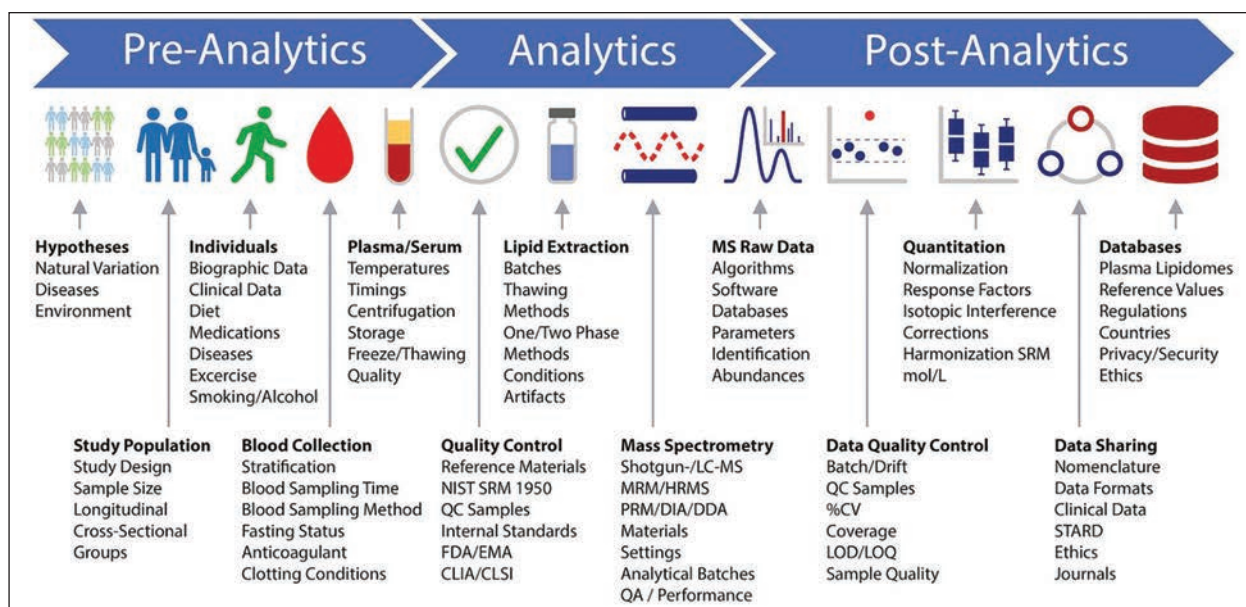 Pre-Analytics
Analytics
Post-Analytics
Hypotheses
Natural Variation
Diseases
Environment
Individuals
Biographic Data
Clinical Data
Diet
Medications
Diseases
Excercise
Smoking/Alcohol
Plasma/Serum
Temperatures
Timings
Centrifugation
Storage
Freeze/Thawing
Quality
Lipid Extraction
Batches
Thawing
Methods
One/Two Phase
Methods
Conditions
Artifacts
MS Raw Data
Algorithms
Software
Databases
Parameters
Identification
Abundances
Quantitation
Normalization
Response Factors
Isotopic Interference
Corrections
Harmonization SRM
mol/L
Databases
Plasma Lipidomes
Reference Values
Regulations
Countries
Privacy/Security
Ethics
Study Population
Study Design
Sample Size
Longitudinal
Cross-Sectional
Groups
Blood Collection
Stratification
Blood Sampling Time
Blood Sampling Method
Fasting Status
Anticoagulant
Clotting Conditions
Quality Control
Reference Materials
NIST SRM 1950
QC Samples
Internal Standards
FDA/EMA
CLIA/CLSI
Mass Spectrometry
Shotgun-/LC-MS
MRM/HRMS
PRM/DIA/DDA
Materials
Settings
Analytical Batches
QA / Performance
Data Quality Control
Batch/Drift
QC Samples
%CV
Coverage
LOD/LOQ
Sample Quality
Data Sharing
Nomenclature
Data Formats
Clinical Data
STARD
Ethics
Journals